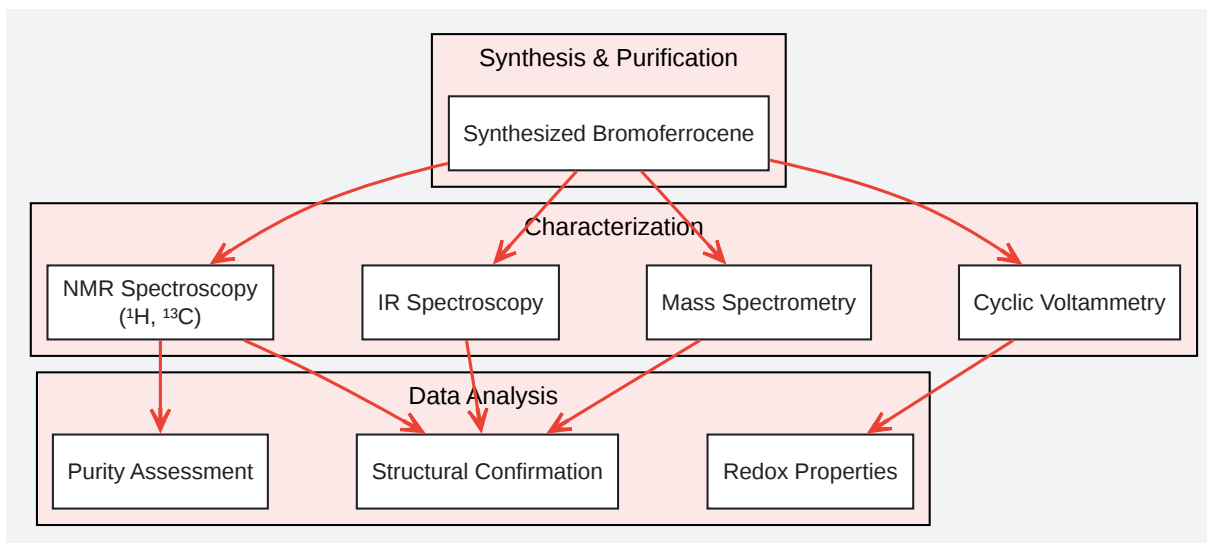 Synthesis & Purification
Synthesized Bromoferrocene
Characterization
NMR Spectroscopy
(¹H, ¹³C)
IR Spectroscopy
Mass Spectrometry
Cyclic Voltammetry
Data Analysis
Purity Assessment
Structural Confirmation
Redox Properties